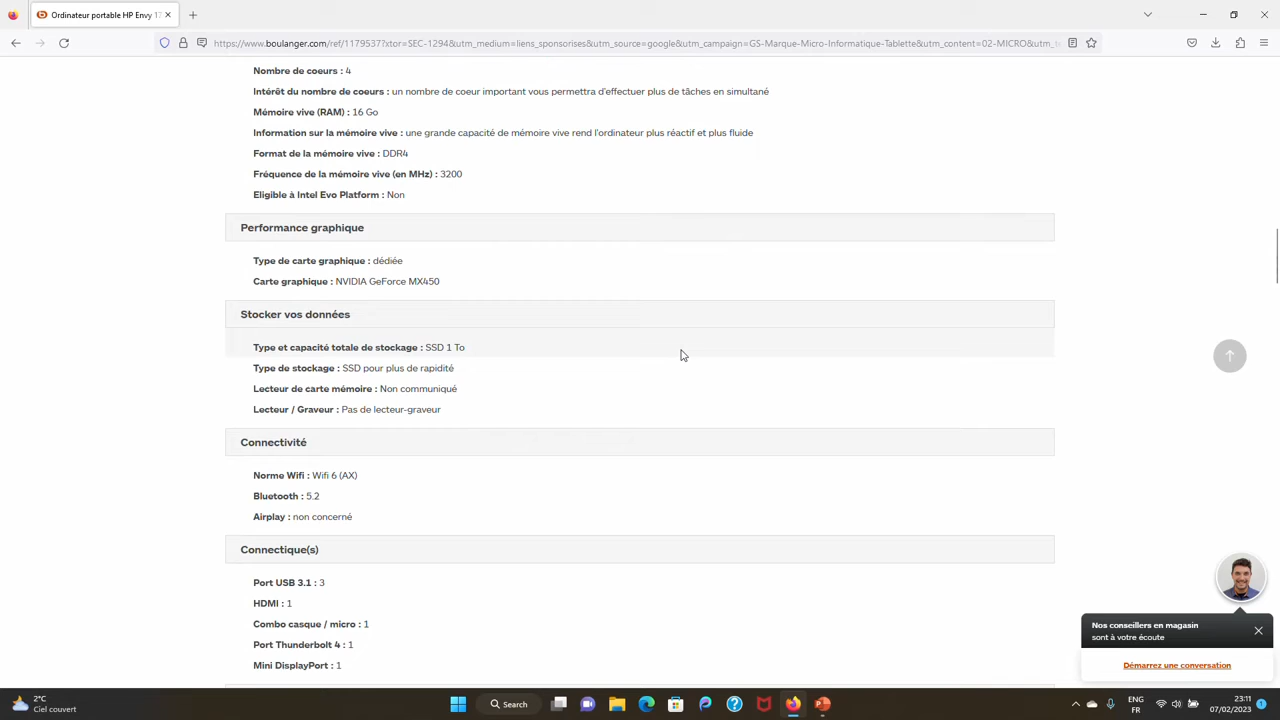 Ordinateur portable HP Envy 17
https://www.boulanger.com/ref/1179537?xtor=SEC-1294&utm_medium=liens_sponsorises&utm_source=google&utm_campaign=GS-Marque-Micro-Informatique-Tablette&utm_content=02-MICRO&utm_t
Nombre de coeurs : 4
Intérêt du nombre de coeurs : un nombre de coeur important vous permettra d'effectuer plus de tâches en simultané
Mémoire vive (RAM) : 16 Go
Information sur la mémoire vive : une grande capacité de mémoire vive rend l'ordinateur plus réactif et plus fluide
Format de la mémoire vive : DDR4
Fréquence de la mémoire vive (en MHz) : 3200
Eligible à Intel Evo Platform : Non
Performance graphique
Type de carte graphique : dédiée
Carte graphique : NVIDIA GeForce MX450
Stocker vos données
Type et capacité totale de stockage : SSD 1 To
Type de stockage : SSD pour plus de rapidité
Lecteur de carte mémoire : Non communiqué
Lecteur / Graveur : Pas de lecteur-graveur
Connectivité
Norme Wifi : Wifi 6 (AX)
Bluetooth : 5.2
Airplay : non concerné
Connectique(s)
Port USB 3.1 : 3
HDMI : 1
Combo casque / micro : 1
Port Thunderbolt 4 : 1
Mini DisplayPort : 1
Nos conseillers en magasin
sont à votre écoute
Démarrez une conversation
2°C
Ciel couvert
Search
ENG
FR
23:11
07/02/2023
1